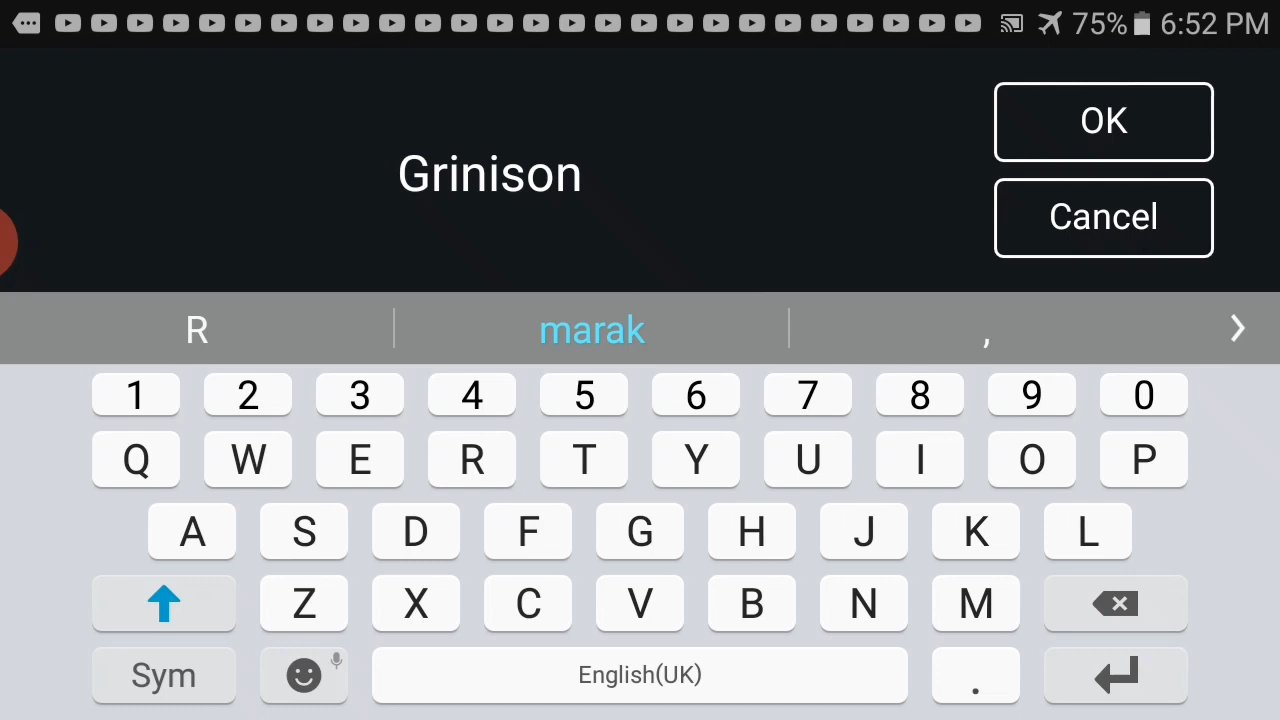 75% 6:52 PM
Grinison
OK
Cancel
R marak ,
1 2 3 4 5 6 7 8 9 0
Q W E R T Y U I O P
A S D F G H J K L
Z X C V B N M
Sym English(UK) .